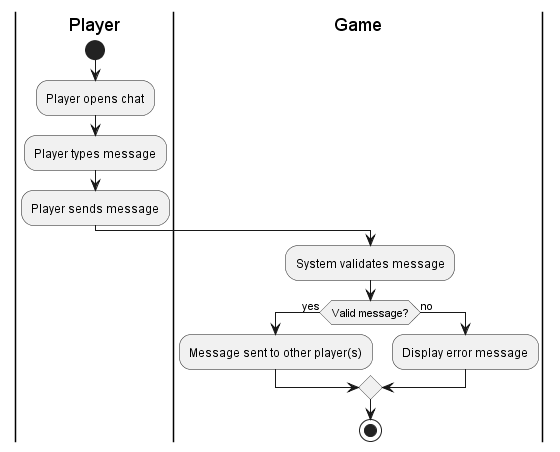 Player
Game
Player opens chat
Player types message
Player sends message
System validates message
yes
Valid message?
no
Message sent to other player(s)
Display error message